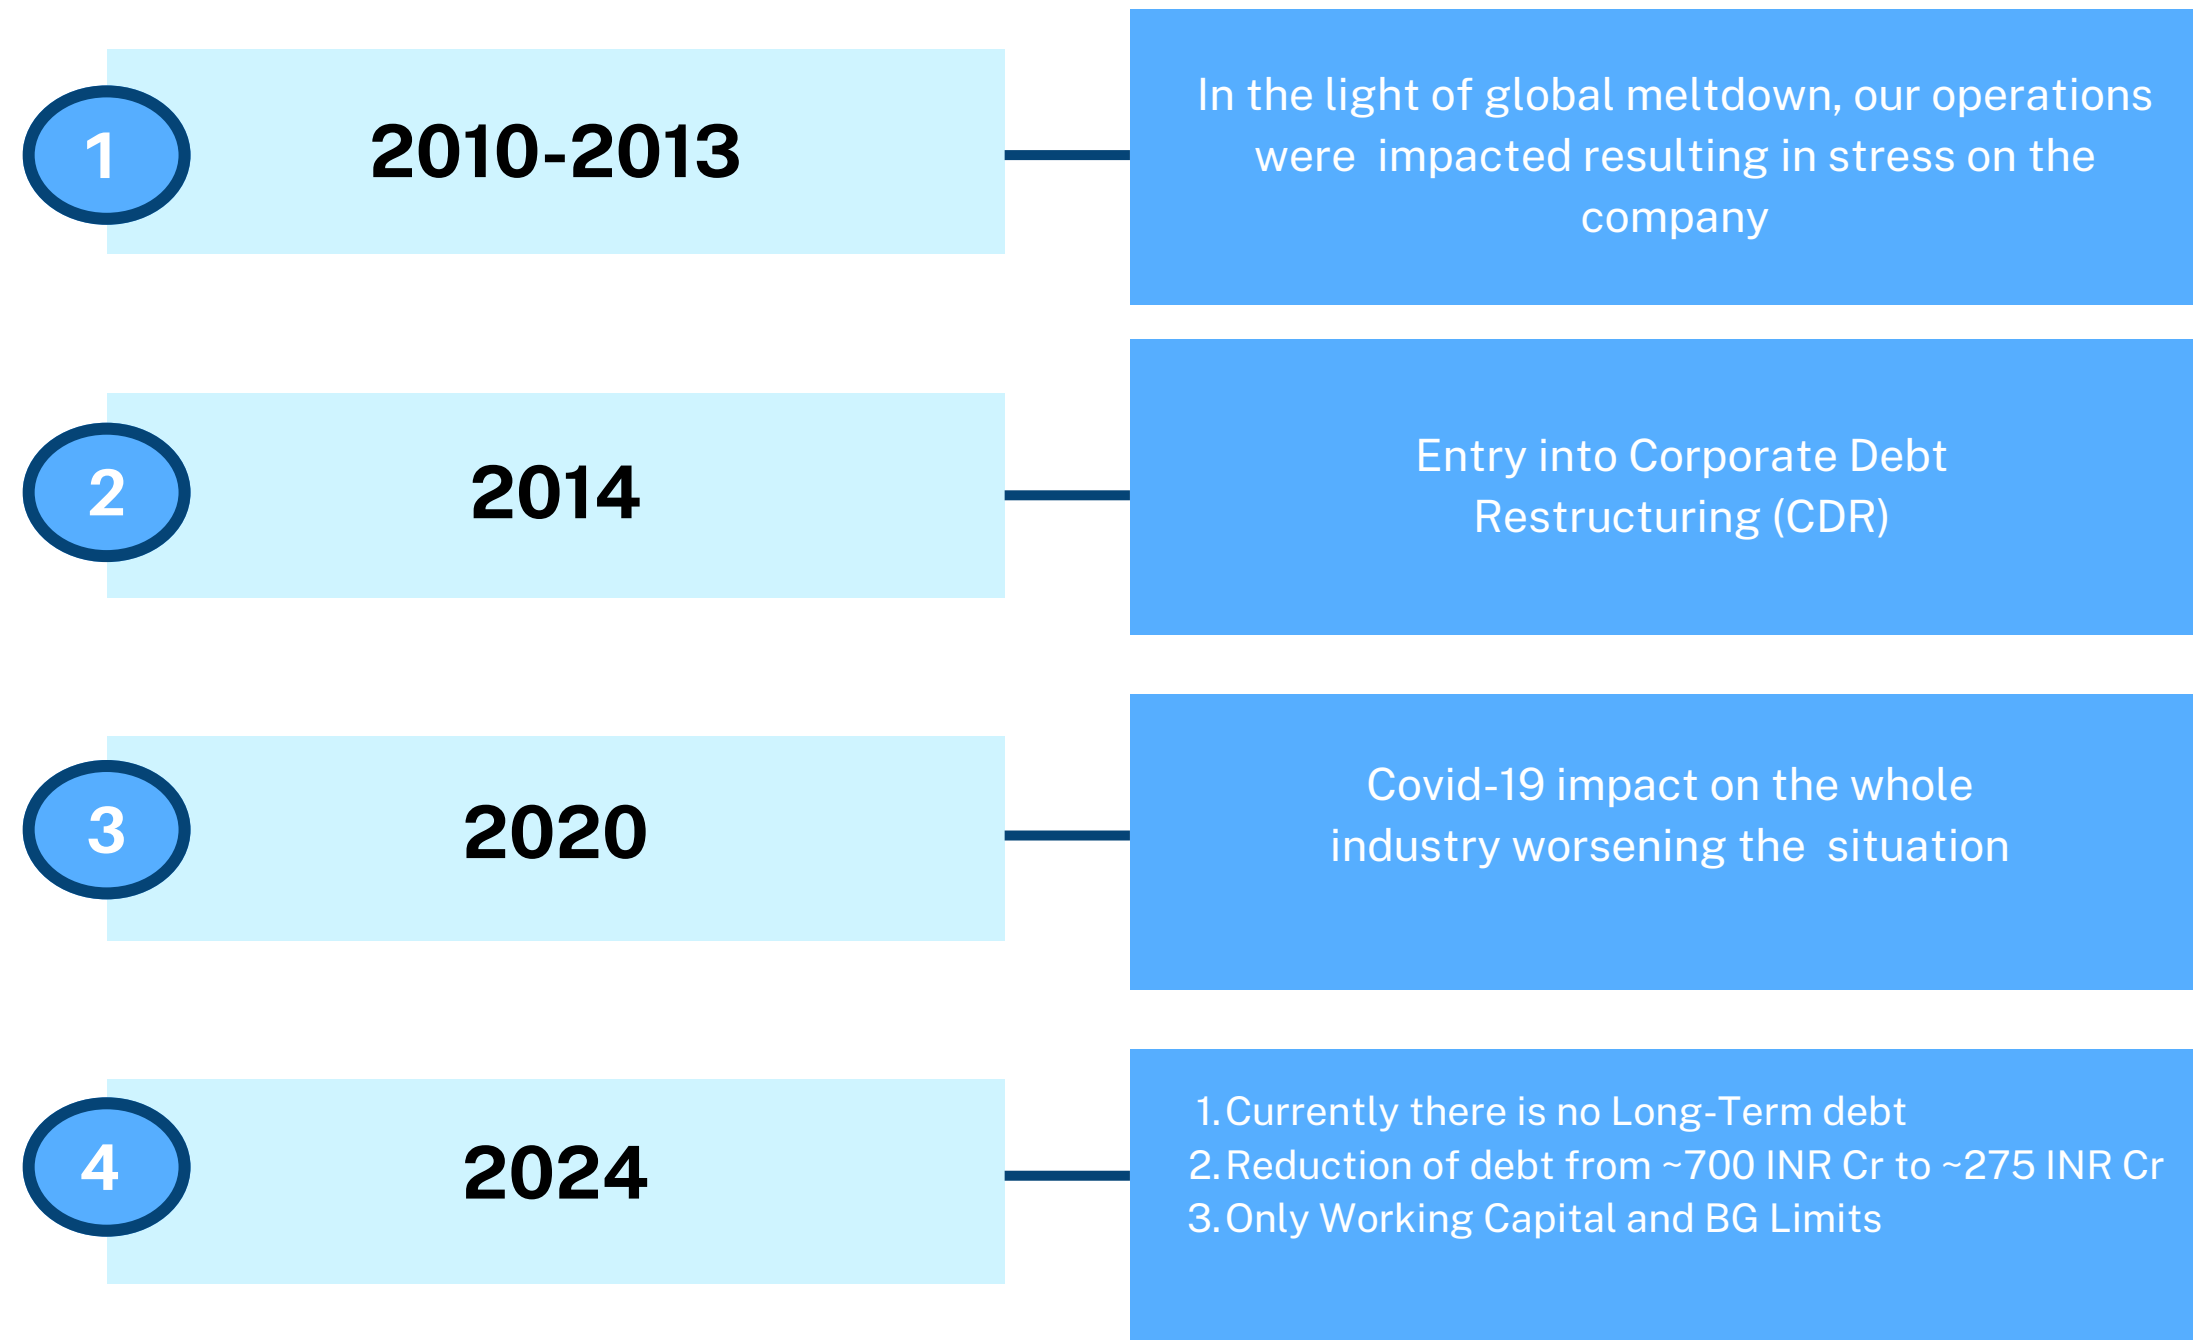 1
2010-2013
In the light of global meltdown, our operations
were  impacted resulting in stress on the
company
2
2014
Entry into Corporate Debt
Restructuring (CDR)
3
2020
Covid-19 impact on the whole
industry worsening the  situation
4
2024
1. Currently there is no Long-Term debt
2. Reduction of debt from ~700 INR Cr to ~275 INR Cr
3. Only Working Capital and BG Limits